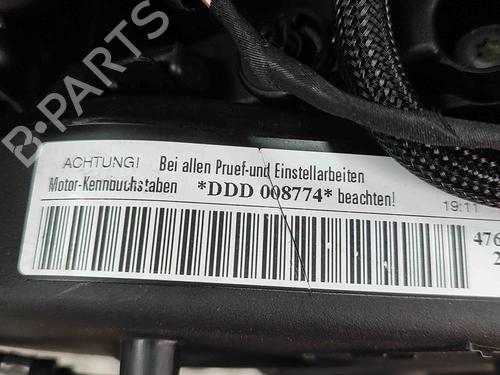 B-PARTS
ACHTUNG! Bei allen Pruef-und Einstellarbeiten
Motor-Kennbuchstaben *DDD 008774* beachten!
19:11
476
2